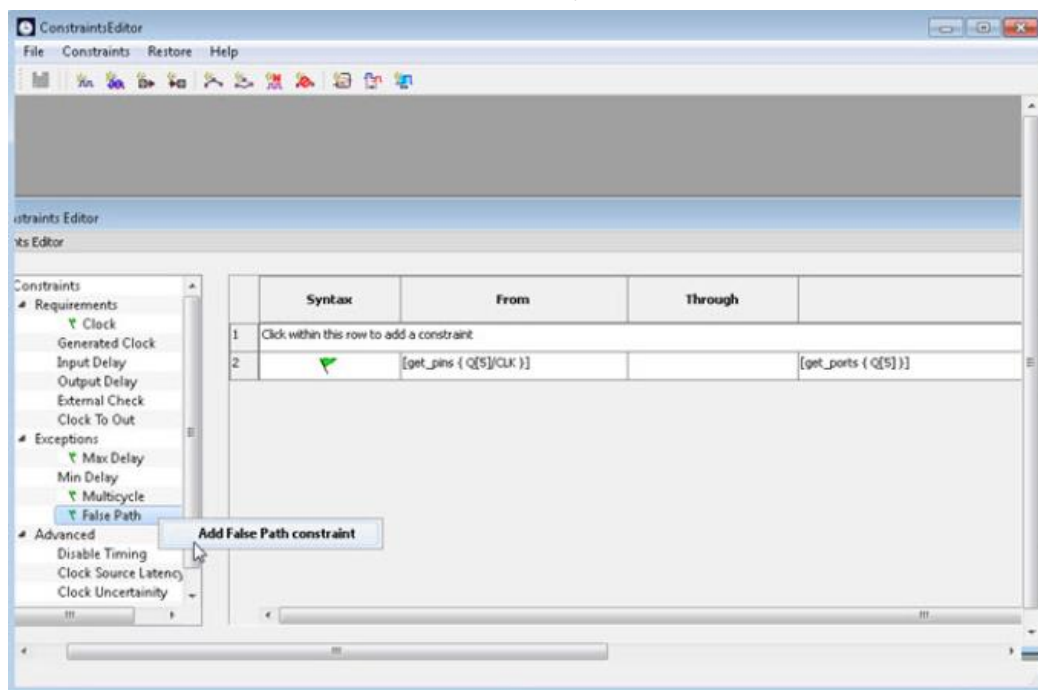 ConstraintsEditor
File Constraints Restore Help
straints Editor
nts Editor
Constraints
Requirements
Clock
Generated Clock
Input Delay
Output Delay
External Check
Clock To Out
Exceptions
Max Delay
Min Delay
Multicycle
False Path
Advanced
Disable Timing
Clock Source Latency
Clock Uncertainity
Add False Path constraint
Syntax From Through
1 Click within this row to add a constraint
2 [get_pins { Q[5]/CLK }] [get_ports { Q[5] }]